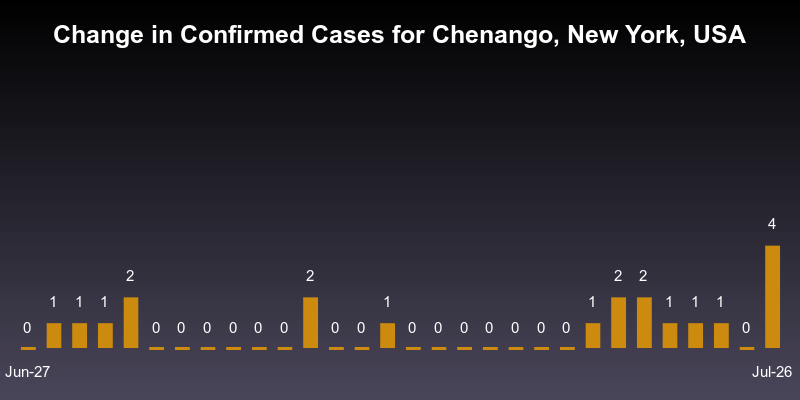 Change in Confirmed Cases for Chenango, New York, USA
4
2 2 2 2
1 1 1 1 1 1 1 1
0 0 0 0 0 0 0 0 0 0 0 0 0 0 0 0 0
Jun-27 Jul-26